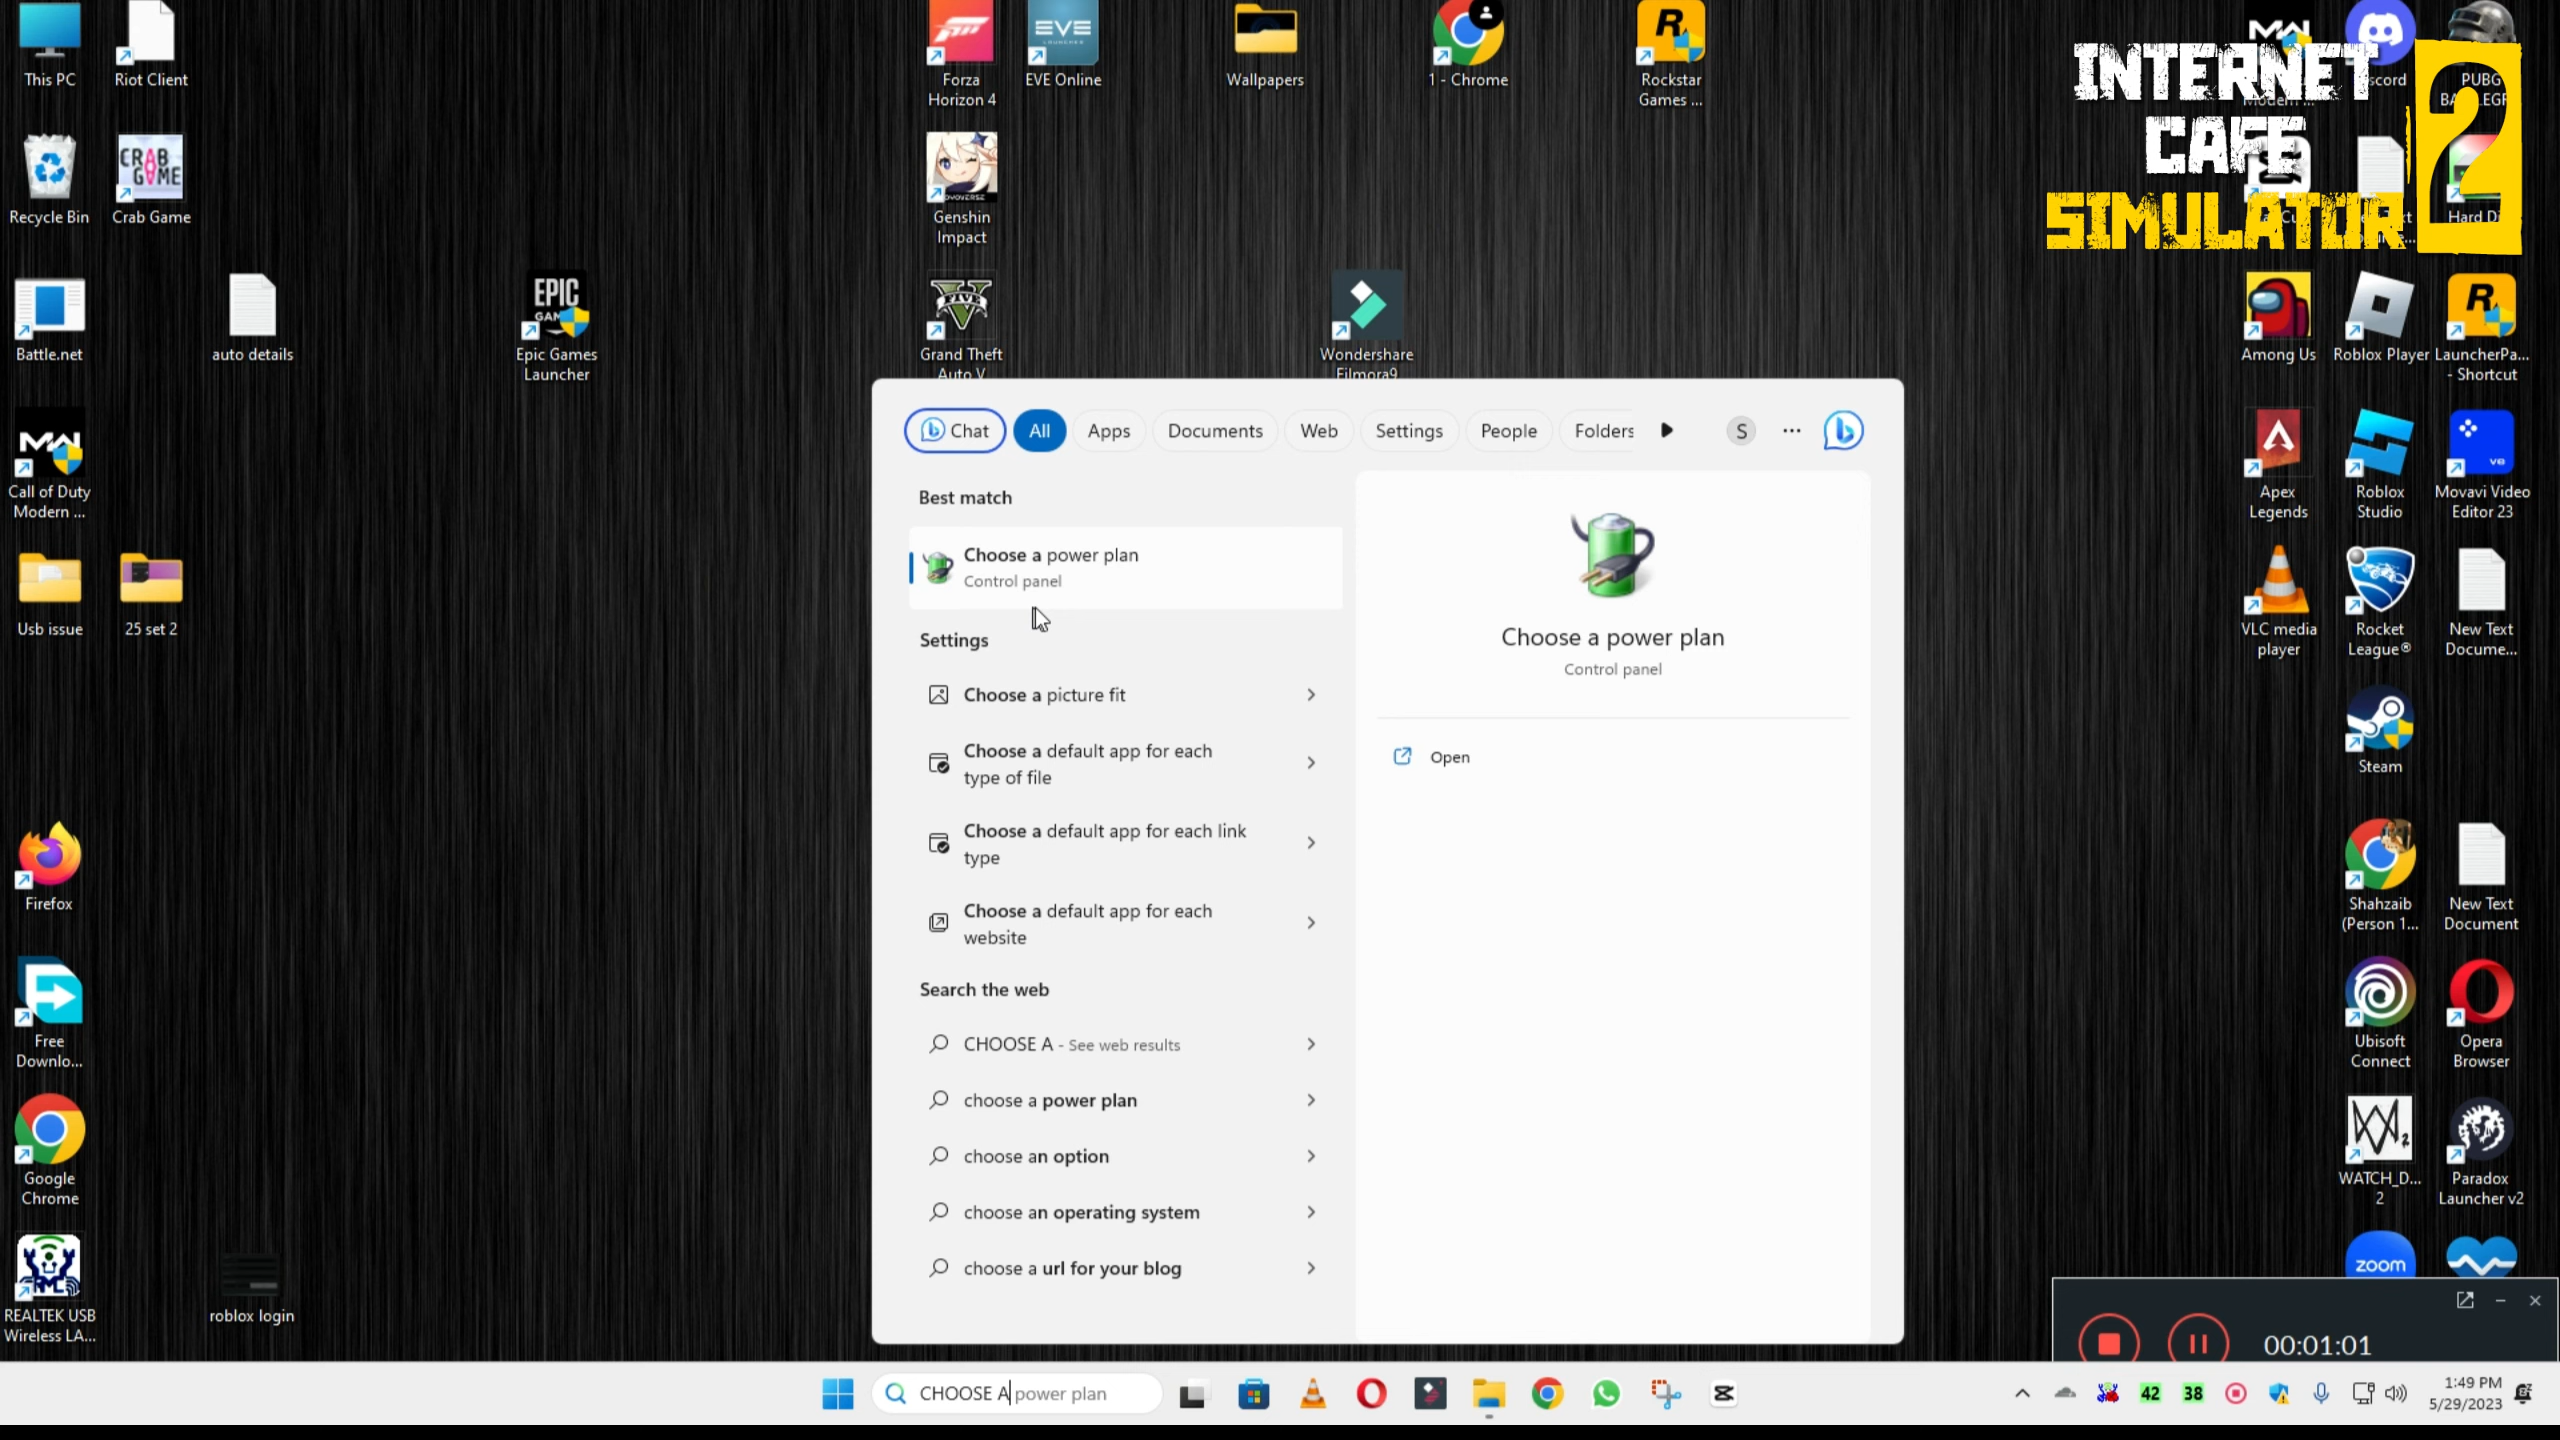 This PC
Riot Client
Forza
Horizon 4
EVE
EVE Online
Wallpapers
1 - Chrome
Rockstar
Games ...
INTERNET
CAFE
SIMULATOR
2
Recycle Bin
CRAB
GAME
Crab Game
Genshin
Impact
Battle.net
auto details
EPIC
Epic Games
Launcher
FIVE
Grand Theft
Auto V
Wondershare
Filmora9
Among Us
Roblox Player
LauncherPa...
- Shortcut
Call of Duty
Modern ...
Apex
Legends
Roblox
Studio
Movavi Video
Editor 23
Usb issue
25 set 2
VLC media
player
Rocket
League®
New Text
Docume...
Steam
Firefox
Shahzaib
(Person 1...
New Text
Document
Free
Downlo...
Ubisoft
Connect
Opera
Browser
Google
Chrome
WATCH_D...
2
Paradox
Launcher v2
REALTEK USB
Wireless LA...
roblox login
zoom
Chat
All
Apps
Documents
Web
Settings
People
Folders
S
Best match
Choose a power plan
Control panel
Settings
Choose a picture fit
Choose a default app for each
type of file
Choose a default app for each link
type
Choose a default app for each
website
Search the web
CHOOSE A - See web results
choose a power plan
choose an option
choose an operating system
choose a url for your blog
Choose a power plan
Control panel
Open
00:01:01
CHOOSE A power plan
42
38
1:49 PM
5/29/2023